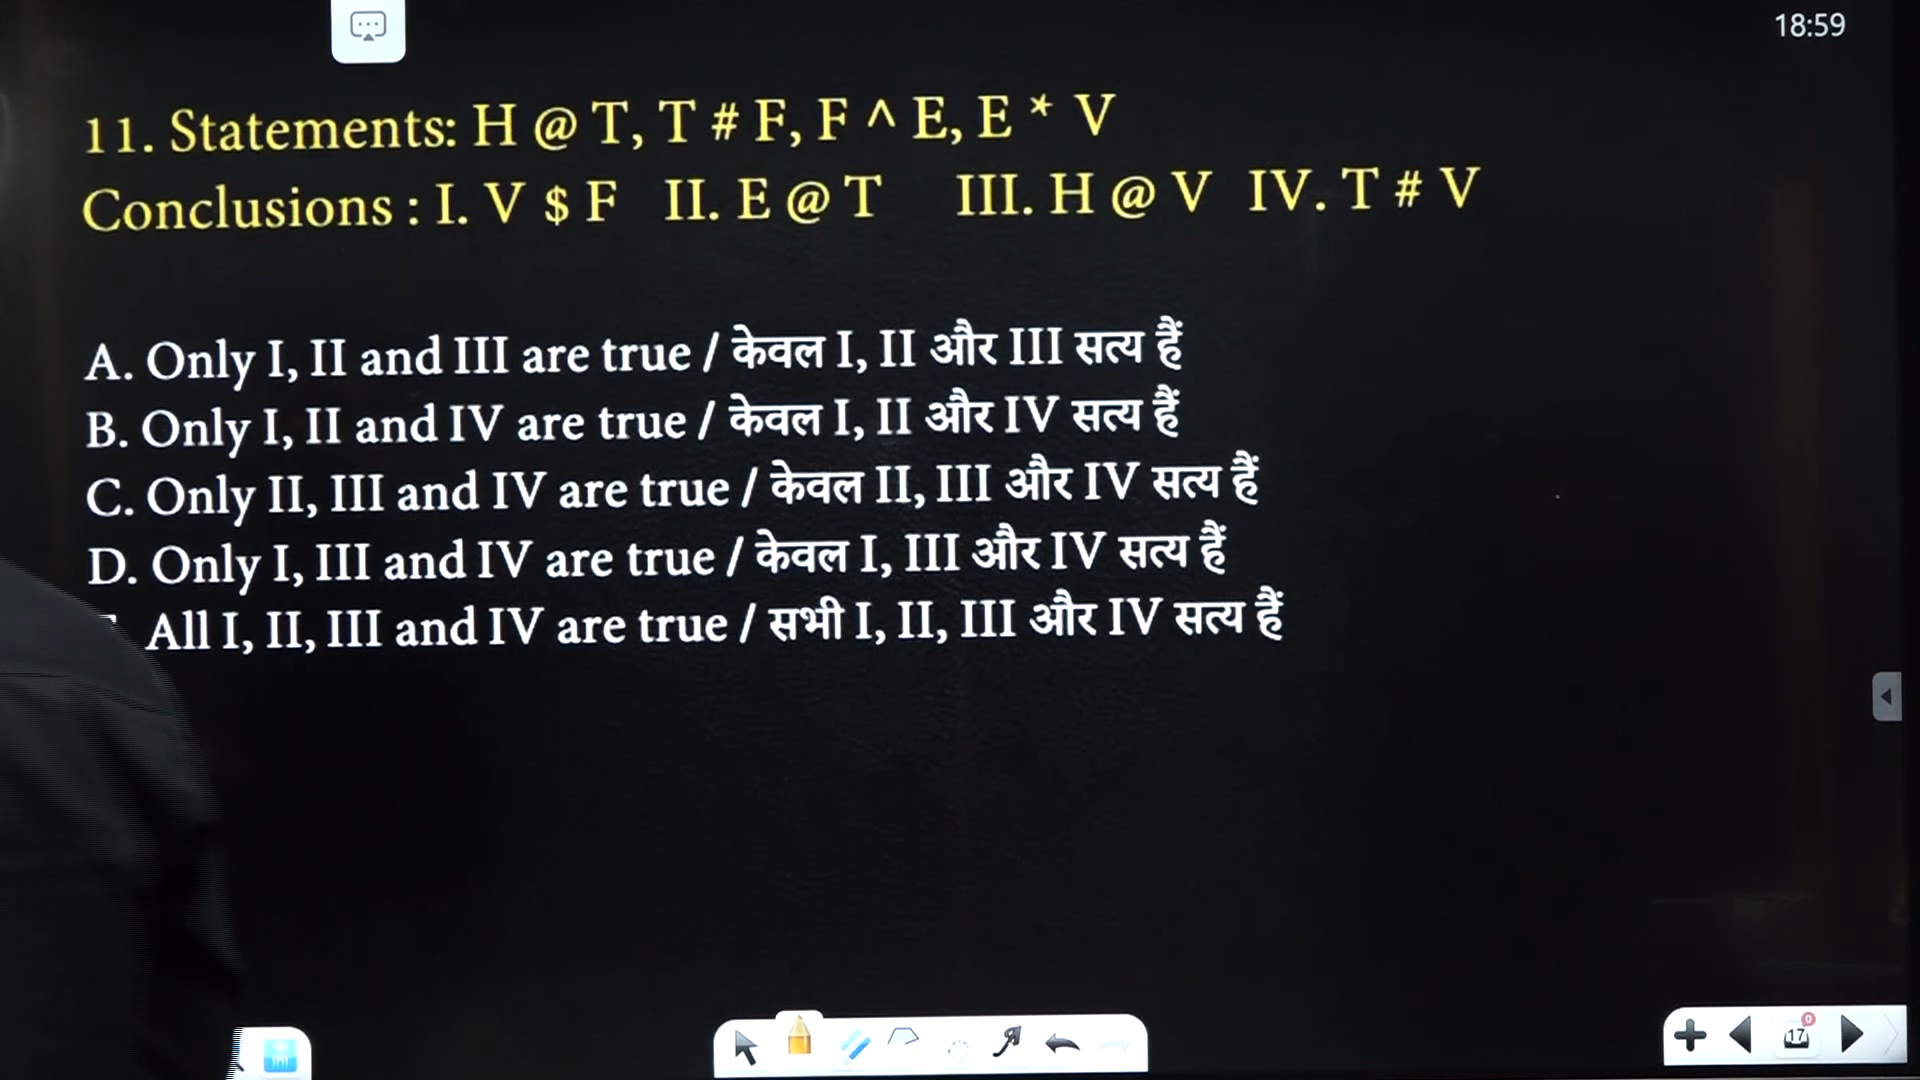 18:59
11. Statements: H @ T, T # F, F ^ E, E * V
Conclusions : I. V $ F II. E @ T III. H @ V IV. T # V
A. Only I, II and III are true / केवल I, II और III सत्य हैं
B. Only I, II and IV are true / केवल I, II और IV सत्य हैं
C. Only II, III and IV are true / केवल II, III और IV सत्य हैं
D. Only I, III and IV are true / केवल I, III और IV सत्य हैं
All I, II, III and IV are true / सभी I, II, III और IV सत्य हैं
0
17